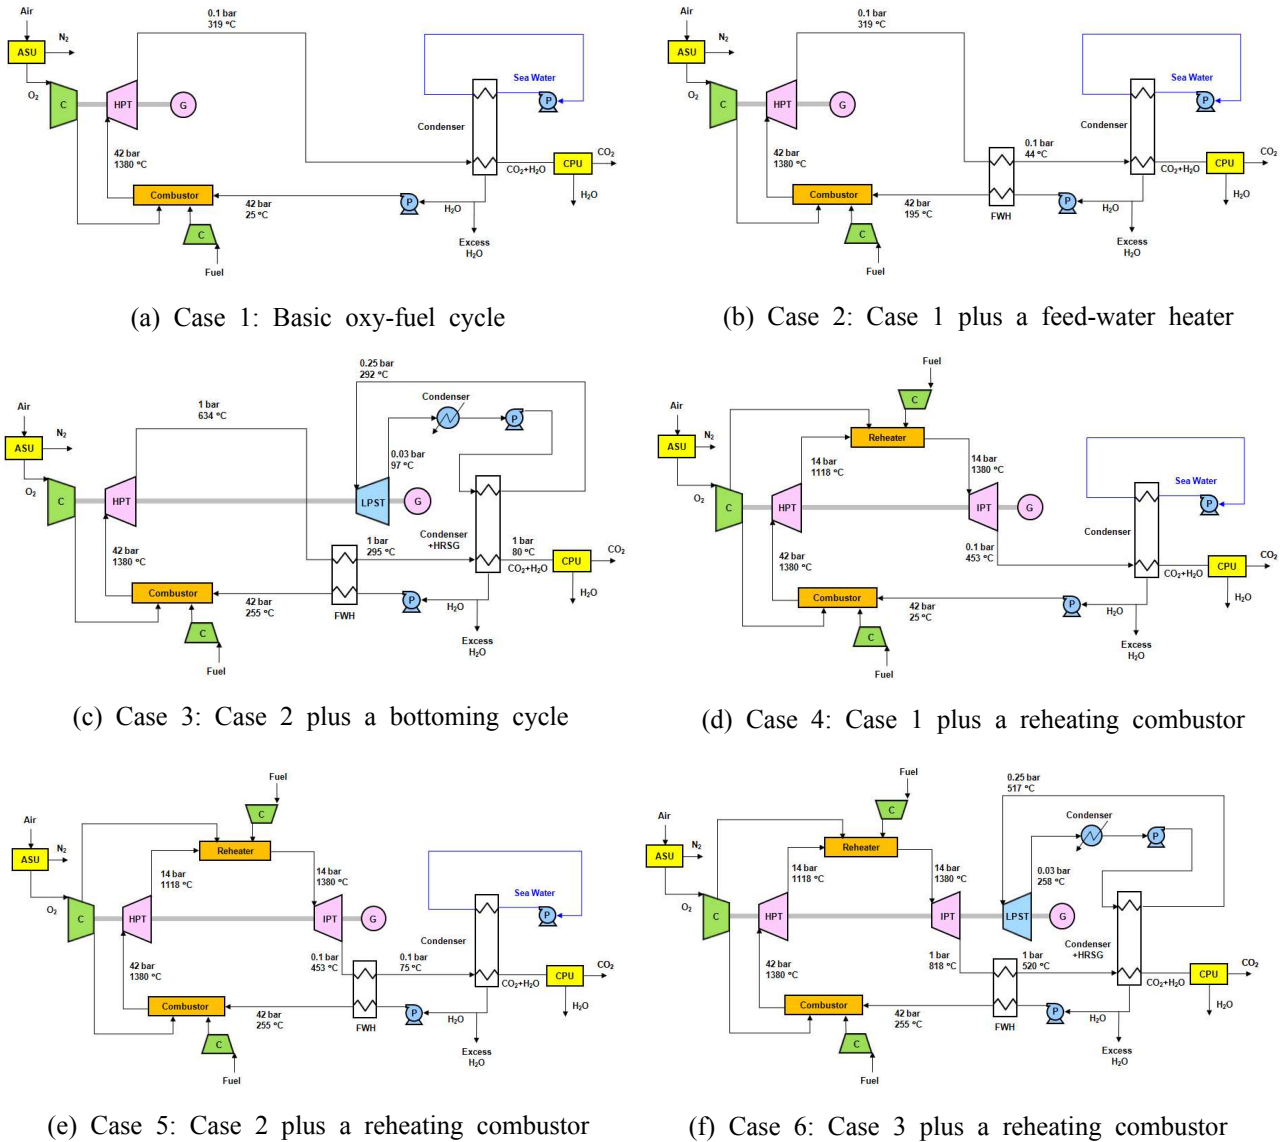 Air
N2
ASU
O2
C
HPT
G
0.1 bar
319 °C
42 bar
1380 °C
Combustor
C
Fuel
42 bar
25 °C
P
H2O
Excess
H2O
Condenser
Sea Water
P
CO2+H2O
CPU
CO2
H2O
(a) Case 1: Basic oxy-fuel cycle
Air
N2
ASU
O2
C
HPT
G
0.1 bar
319 °C
42 bar
1380 °C
Combustor
C
Fuel
42 bar
195 °C
FWH
0.1 bar
44 °C
P
H2O
Excess
H2O
Condenser
Sea Water
P
CO2+H2O
CPU
CO2
H2O
(b) Case 2: Case 1 plus a feed-water heater
Air
N2
ASU
O2
C
HPT
1 bar
634 °C
0.25 bar
292 °C
Condenser
P
0.03 bar
97 °C
LPST
G
42 bar
1380 °C
Combustor
C
Fuel
42 bar
255 °C
FWH
1 bar
295 °C
Condenser
+HRSG
1 bar
80 °C
CO2+H2O
CPU
CO2
H2O
P
H2O
Excess
H2O
(c) Case 3: Case 2 plus a bottoming cycle
Fuel
C
Reheater
Air
N2
ASU
O2
C
HPT
14 bar
1118 °C
14 bar
1380 °C
IPT
G
42 bar
1380 °C
Combustor
C
Fuel
42 bar
25 °C
0.1 bar
453 °C
Condenser
Sea Water
P
CO2+H2O
CPU
CO2
H2O
P
H2O
Excess
H2O
(d) Case 4: Case 1 plus a reheating combustor
Fuel
C
Reheater
Air
N2
ASU
O2
C
HPT
14 bar
1118 °C
14 bar
1380 °C
IPT
G
42 bar
1380 °C
Combustor
C
Fuel
42 bar
255 °C
0.1 bar
453 °C
FWH
0.1 bar
75 °C
Condenser
Sea Water
P
CO2+H2O
CPU
CO2
H2O
P
H2O
Excess
H2O
(e) Case 5: Case 2 plus a reheating combustor
Fuel
C
Reheater
Air
N2
ASU
O2
C
HPT
14 bar
1118 °C
14 bar
1380 °C
IPT
0.25 bar
517 °C
Condenser
P
0.03 bar
258 °C
LPST
G
42 bar
1380 °C
Combustor
C
Fuel
42 bar
255 °C
1 bar
818 °C
FWH
1 bar
520 °C
Condenser
+HRSG
CO2+H2O
CPU
CO2
H2O
P
H2O
Excess
H2O
(f) Case 6: Case 3 plus a reheating combustor